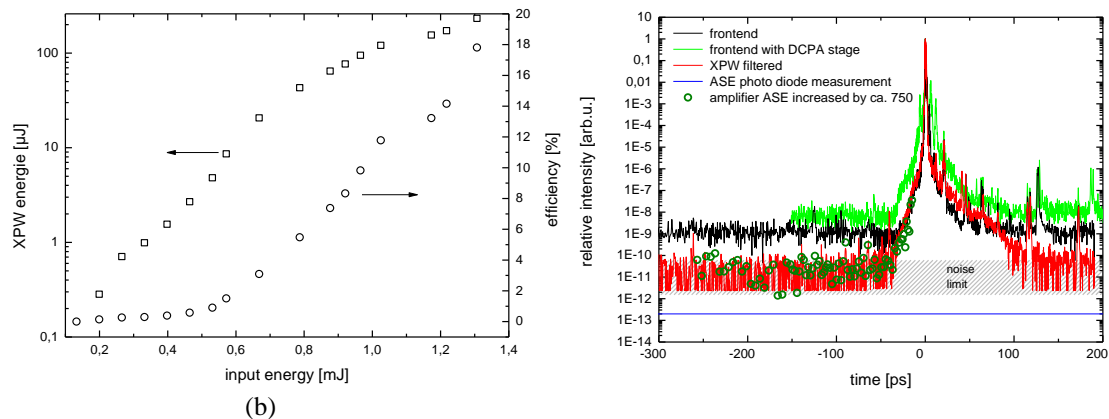 100
10
1
0,1
XPW energie [µJ]
0,2
0,4
0,6
0,8
1,0
1,2
1,4
input energy [mJ]
20
18
16
14
12
10
8
6
4
2
0
efficiency [%]
(b)
10
1
0,1
0,01
1E-3
1E-4
1E-5
1E-6
1E-7
1E-8
1E-9
1E-10
1E-11
1E-12
1E-13
1E-14
relative intensity [arb.u.]
frontend
frontend with DCPA stage
XPW filtered
ASE photo diode measurement
amplifier ASE increased by ca. 750
noise
limit
-300
-200
-100
0
100
200
time [ps]